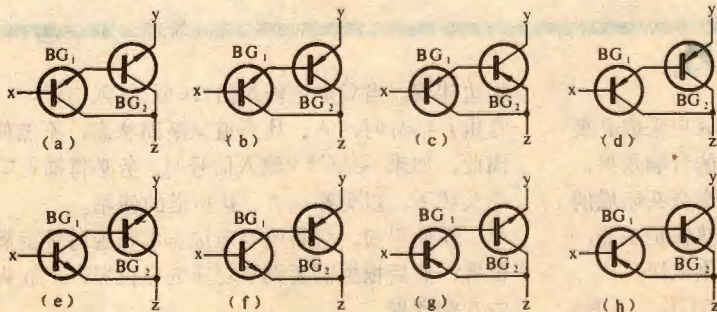 y y y y
BG₁ BG₁ BG₁ BG₁
x x x x
BG₂ BG₂ BG₂ BG₂
(a) (b) (c) (d)
z z z z
y y y y
BG₁ BG₁ BG₁ BG₁
x x x x
BG₂ BG₂ BG₂ BG₂
(e) (f) (g) (h)
z z z z